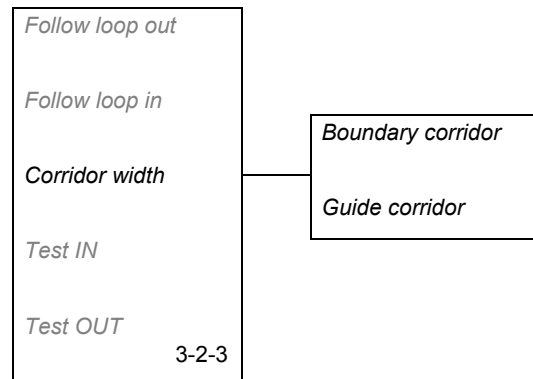 Follow loop out
Follow loop in
Corridor width
Test IN
Test OUT
3-2-3
Boundary corridor
Guide corridor